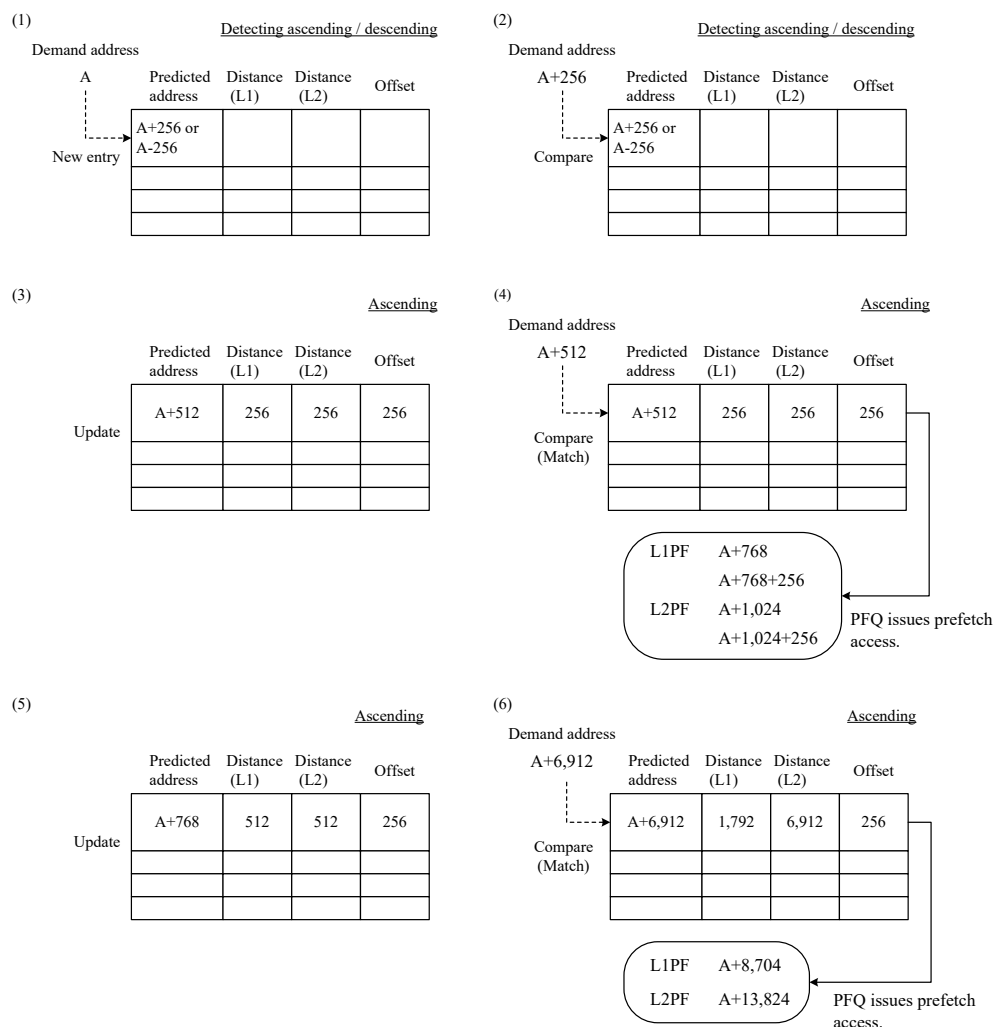 (1)
Detecting ascending / descending
Demand address
A
Predicted address
Distance (L1)
Distance (L2)
Offset
A+256 or
A-256
New entry
(2)
Detecting ascending / descending
Demand address
A+256
Predicted address
Distance (L1)
Distance (L2)
Offset
A+256 or
A-256
Compare
(3)
Ascending
Predicted address
Distance (L1)
Distance (L2)
Offset
Update
A+512 256 256 256
(4)
Ascending
Demand address
A+512
Predicted address
Distance (L1)
Distance (L2)
Offset
A+512 256 256 256
Compare
(Match)
L1PF A+768
A+768+256
L2PF A+1,024
A+1,024+256
PFQ issues prefetch
access.
(5)
Ascending
Predicted address
Distance (L1)
Distance (L2)
Offset
Update
A+768 512 512 256
(6)
Ascending
Demand address
A+6,912
Predicted address
Distance (L1)
Distance (L2)
Offset
A+6,912 1,792 6,912 256
Compare
(Match)
L1PF A+8,704
L2PF A+13,824
PFQ issues prefetch
access.